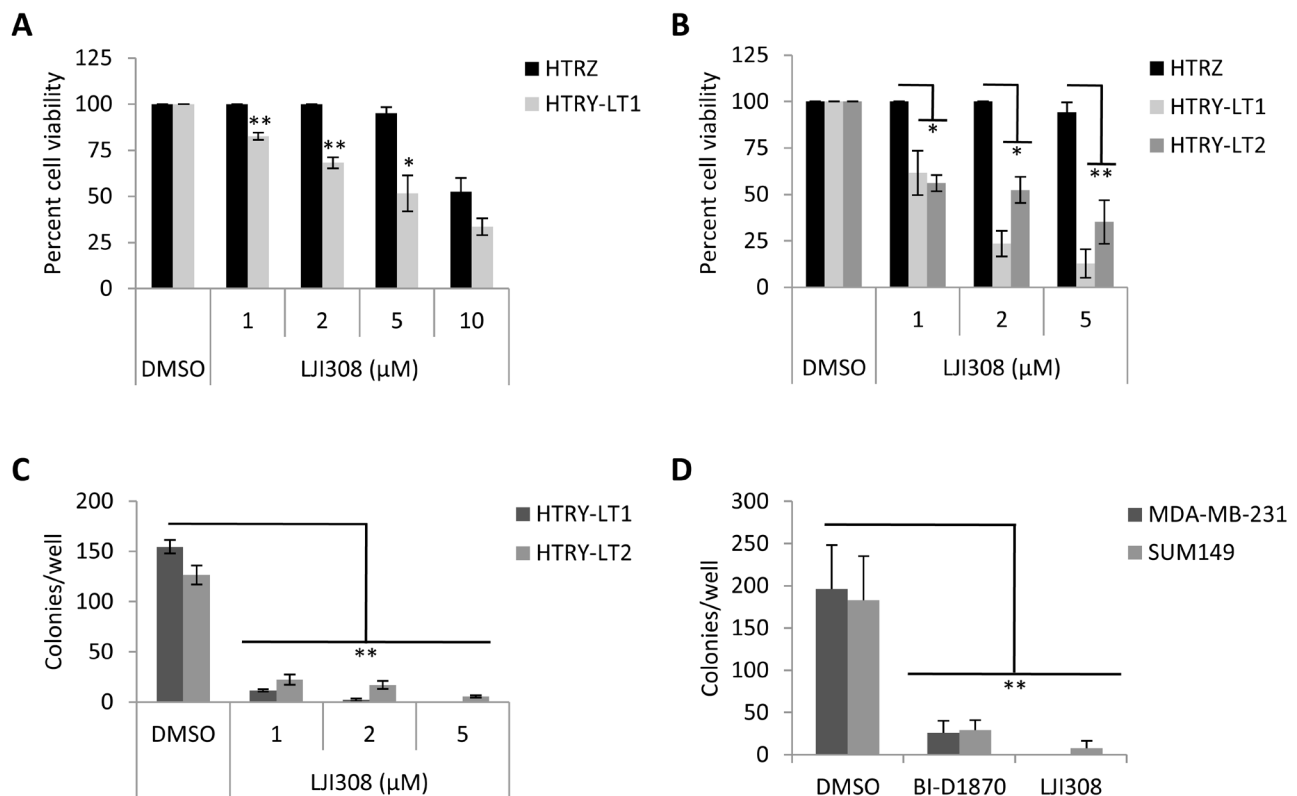 A
Percent cell viability
125
100
75
50
25
0
**
**
*
HTRZ
HTRY-LT1
1
2
5
10
DMSO
LJI308 (µM)
B
Percent cell viability
125
100
75
50
25
0
*
*
**
HTRZ
HTRY-LT1
HTRY-LT2
1
2
5
DMSO
LJI308 (µM)
C
Colonies/well
200
150
100
50
0
**
HTRY-LT1
HTRY-LT2
DMSO
1
2
5
LJI308 (µM)
D
Colonies/well
300
250
200
150
100
50
0
**
MDA-MB-231
SUM149
DMSO
BI-D1870
LJI308